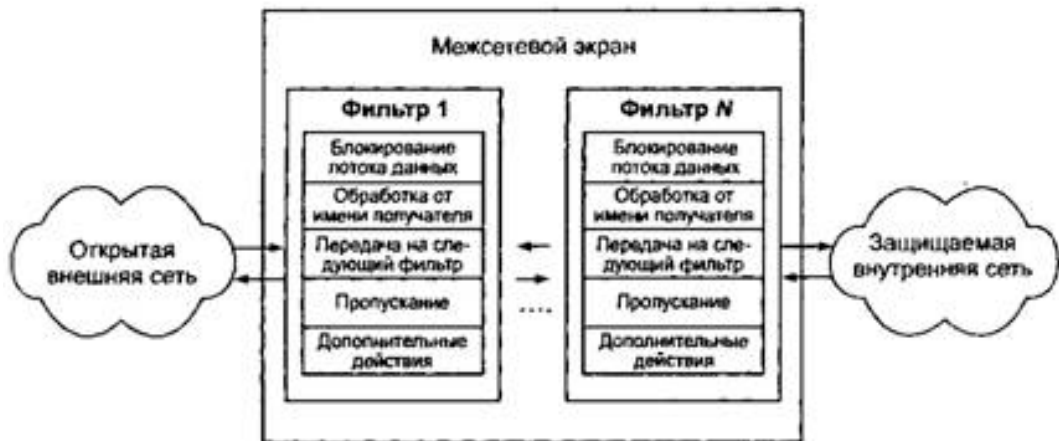 Межсетевой экран
Фильтр 1
Блокирование
потока данных
Обработка от
имени получателя
Передача на сле-
дующий фильтр
Пропускание
Дополнительные
действия
....
Фильтр N
Блокирование
потока данных
Обработка от
имени получателя
Передача на сле-
дующий фильтр
Пропускание
Дополнительные
действия
Открытая
внешняя сеть
Защищаемая
внутренняя сеть